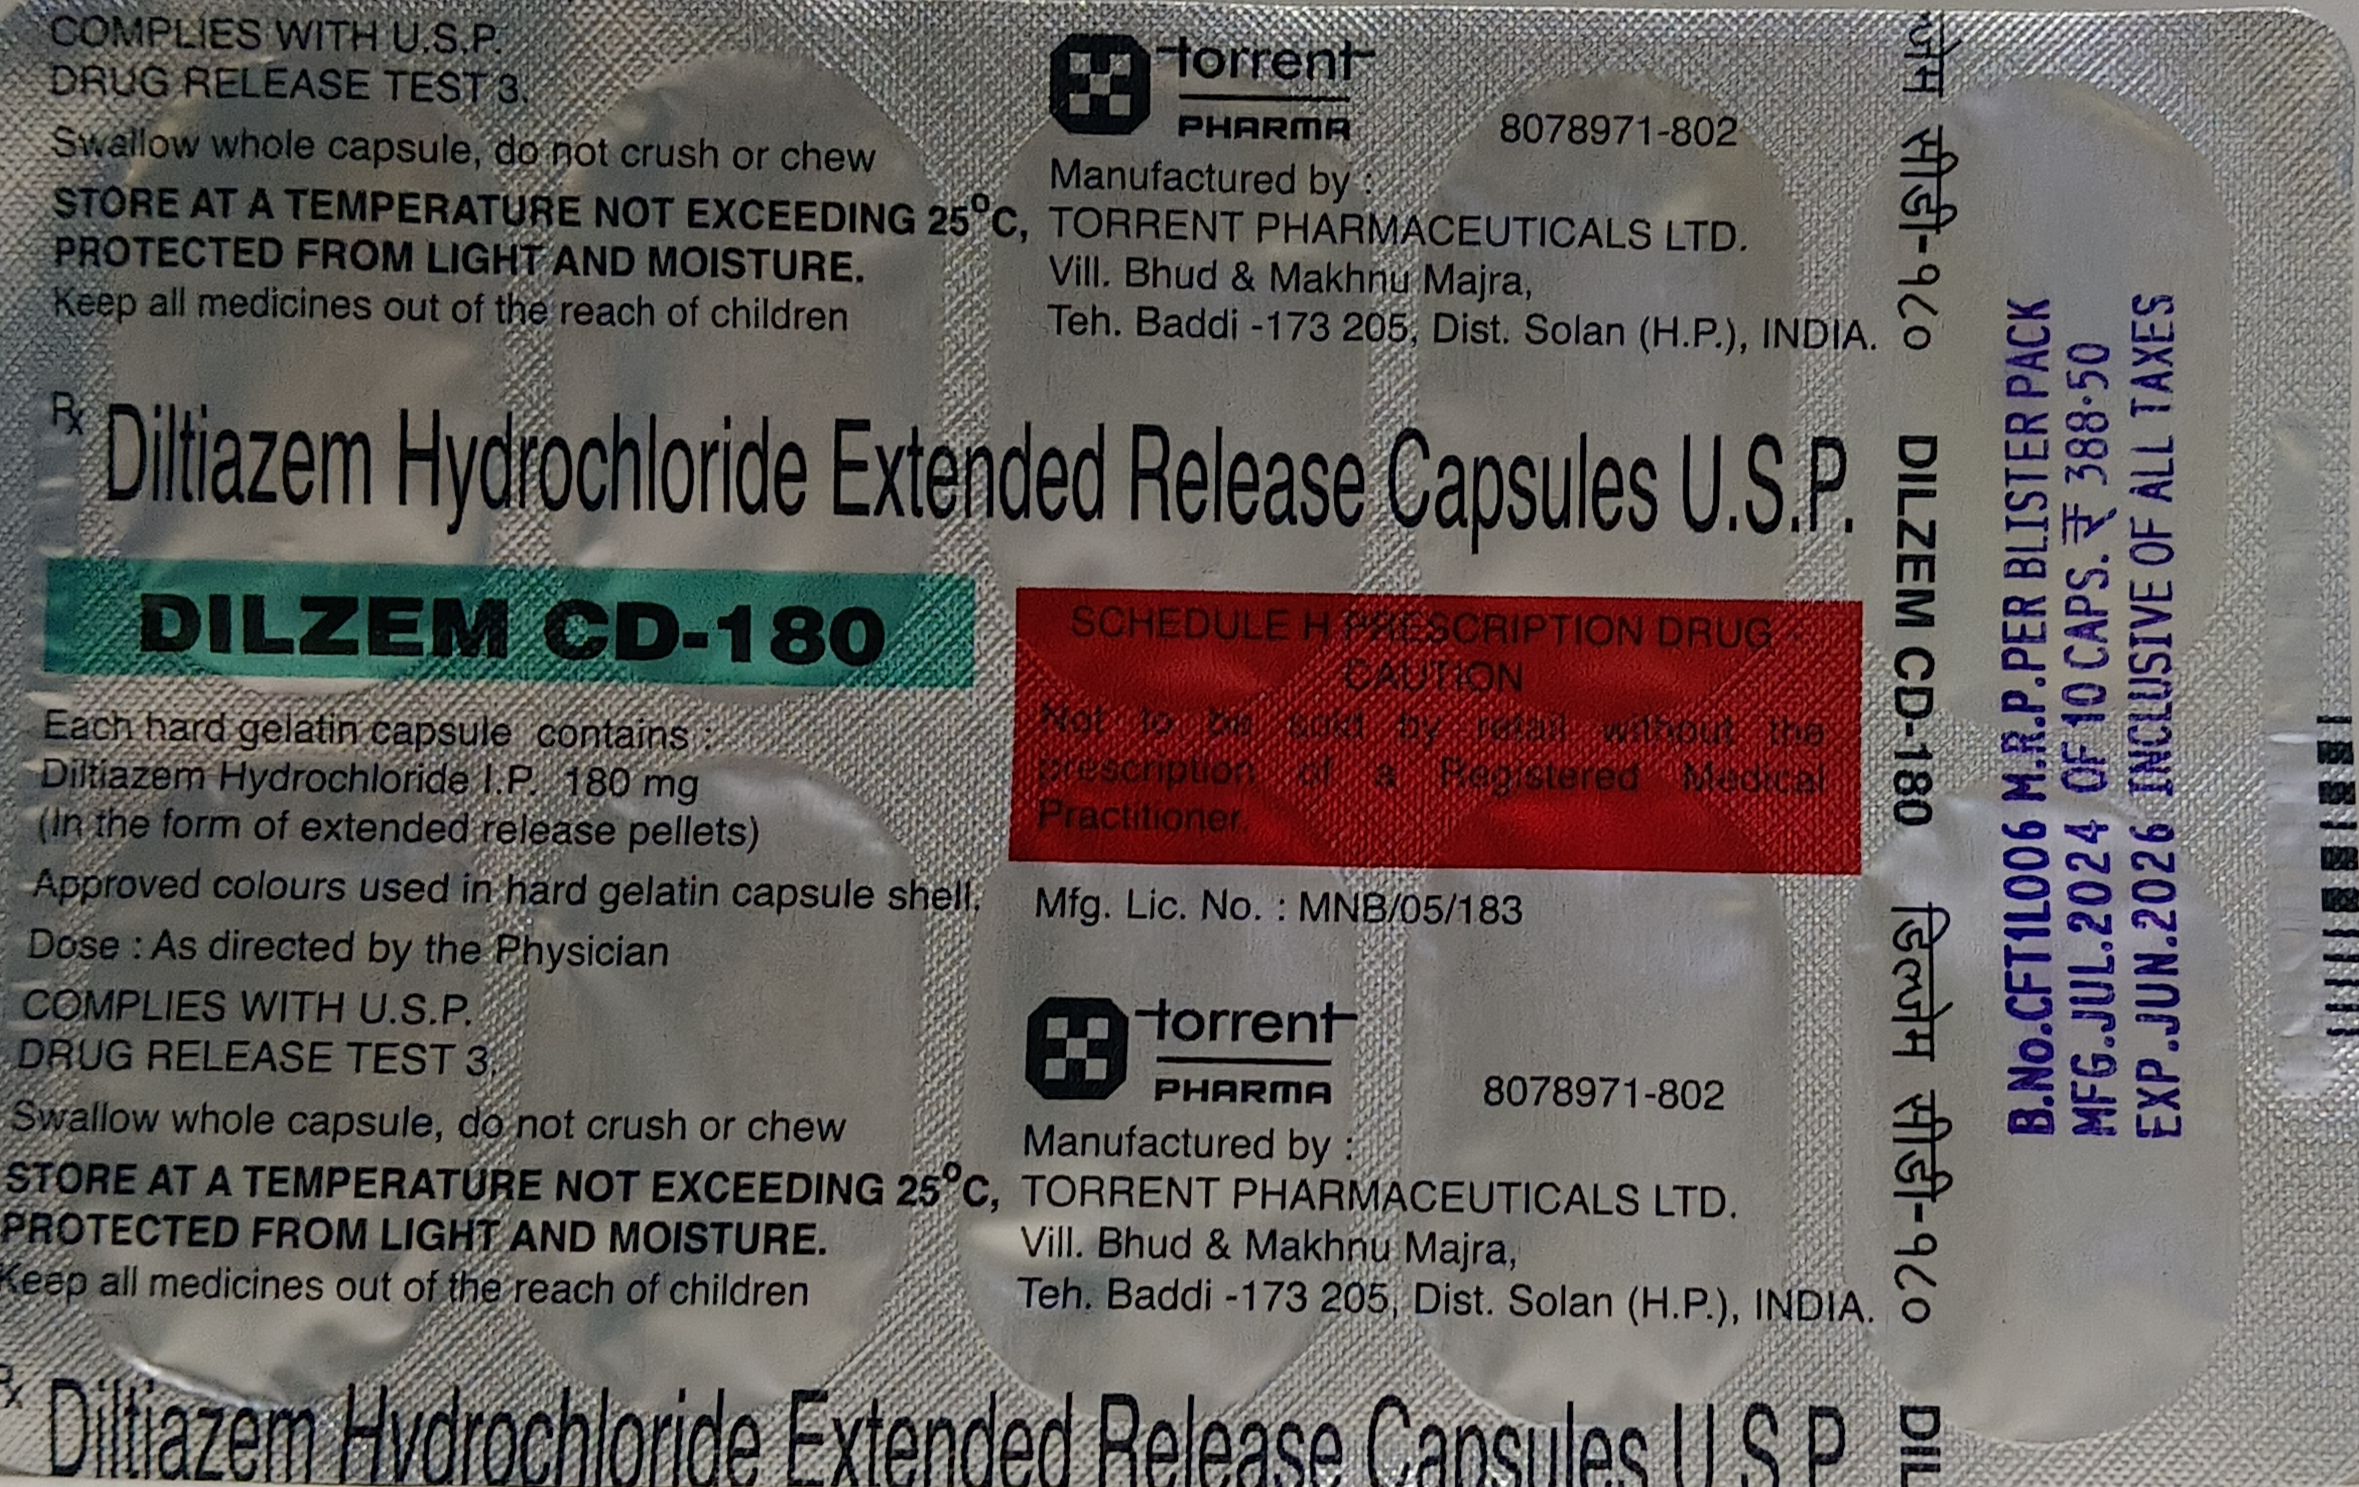 COMPLIES WITH U.S.P.
DRUG RELEASE TEST 3.
Swallow whole capsule, do not crush or chew
STORE AT A TEMPERATURE NOT EXCEEDING 25°C,
PROTECTED FROM LIGHT AND MOISTURE.
Keep all medicines out of the reach of children
torrent
PHARMA
8078971-802
Manufactured by :
TORRENT PHARMACEUTICALS LTD.
Vill. Bhud & Makhnu Majra,
Teh. Baddi -173 205, Dist. Solan (H.P.), INDIA.
Rx Diltiazem Hydrochloride Extended Release Capsules U.S.P.
DILZEM CD-180
Each hard gelatin capsule contains :
Diltiazem Hydrochloride I.P. 180 mg
(In the form of extended release pellets)
Approved colours used in hard gelatin capsule shell.
Dose : As directed by the Physician
SCHEDULE H PRESCRIPTION DRUG -
CAUTION
Not to be sold by retail without the
prescription of a Registered Medical
Practitioner.
Mfg. Lic. No. : MNB/05/183
COMPLIES WITH U.S.P.
DRUG RELEASE TEST 3.
Swallow whole capsule, do not crush or chew
STORE AT A TEMPERATURE NOT EXCEEDING 25°C,
PROTECTED FROM LIGHT AND MOISTURE.
Keep all medicines out of the reach of children
torrent
PHARMA
8078971-802
Manufactured by :
TORRENT PHARMACEUTICALS LTD.
Vill. Bhud & Makhnu Majra,
Teh. Baddi -173 205, Dist. Solan (H.P.), INDIA.
Rx Diltiazem Hydrochloride Extended Release Capsules U.S.P.
सीडी-१८० DILZEM CD-180 डिल्जेम सीडी-१८० DIL
B.No.CFT1L006 M.R.P.PER BLISTER PACK
MFG.JUL.2024 OF 10 CAPS. ₹ 388.50
EXP.JUN.2026 INCLUSIVE OF ALL TAXES